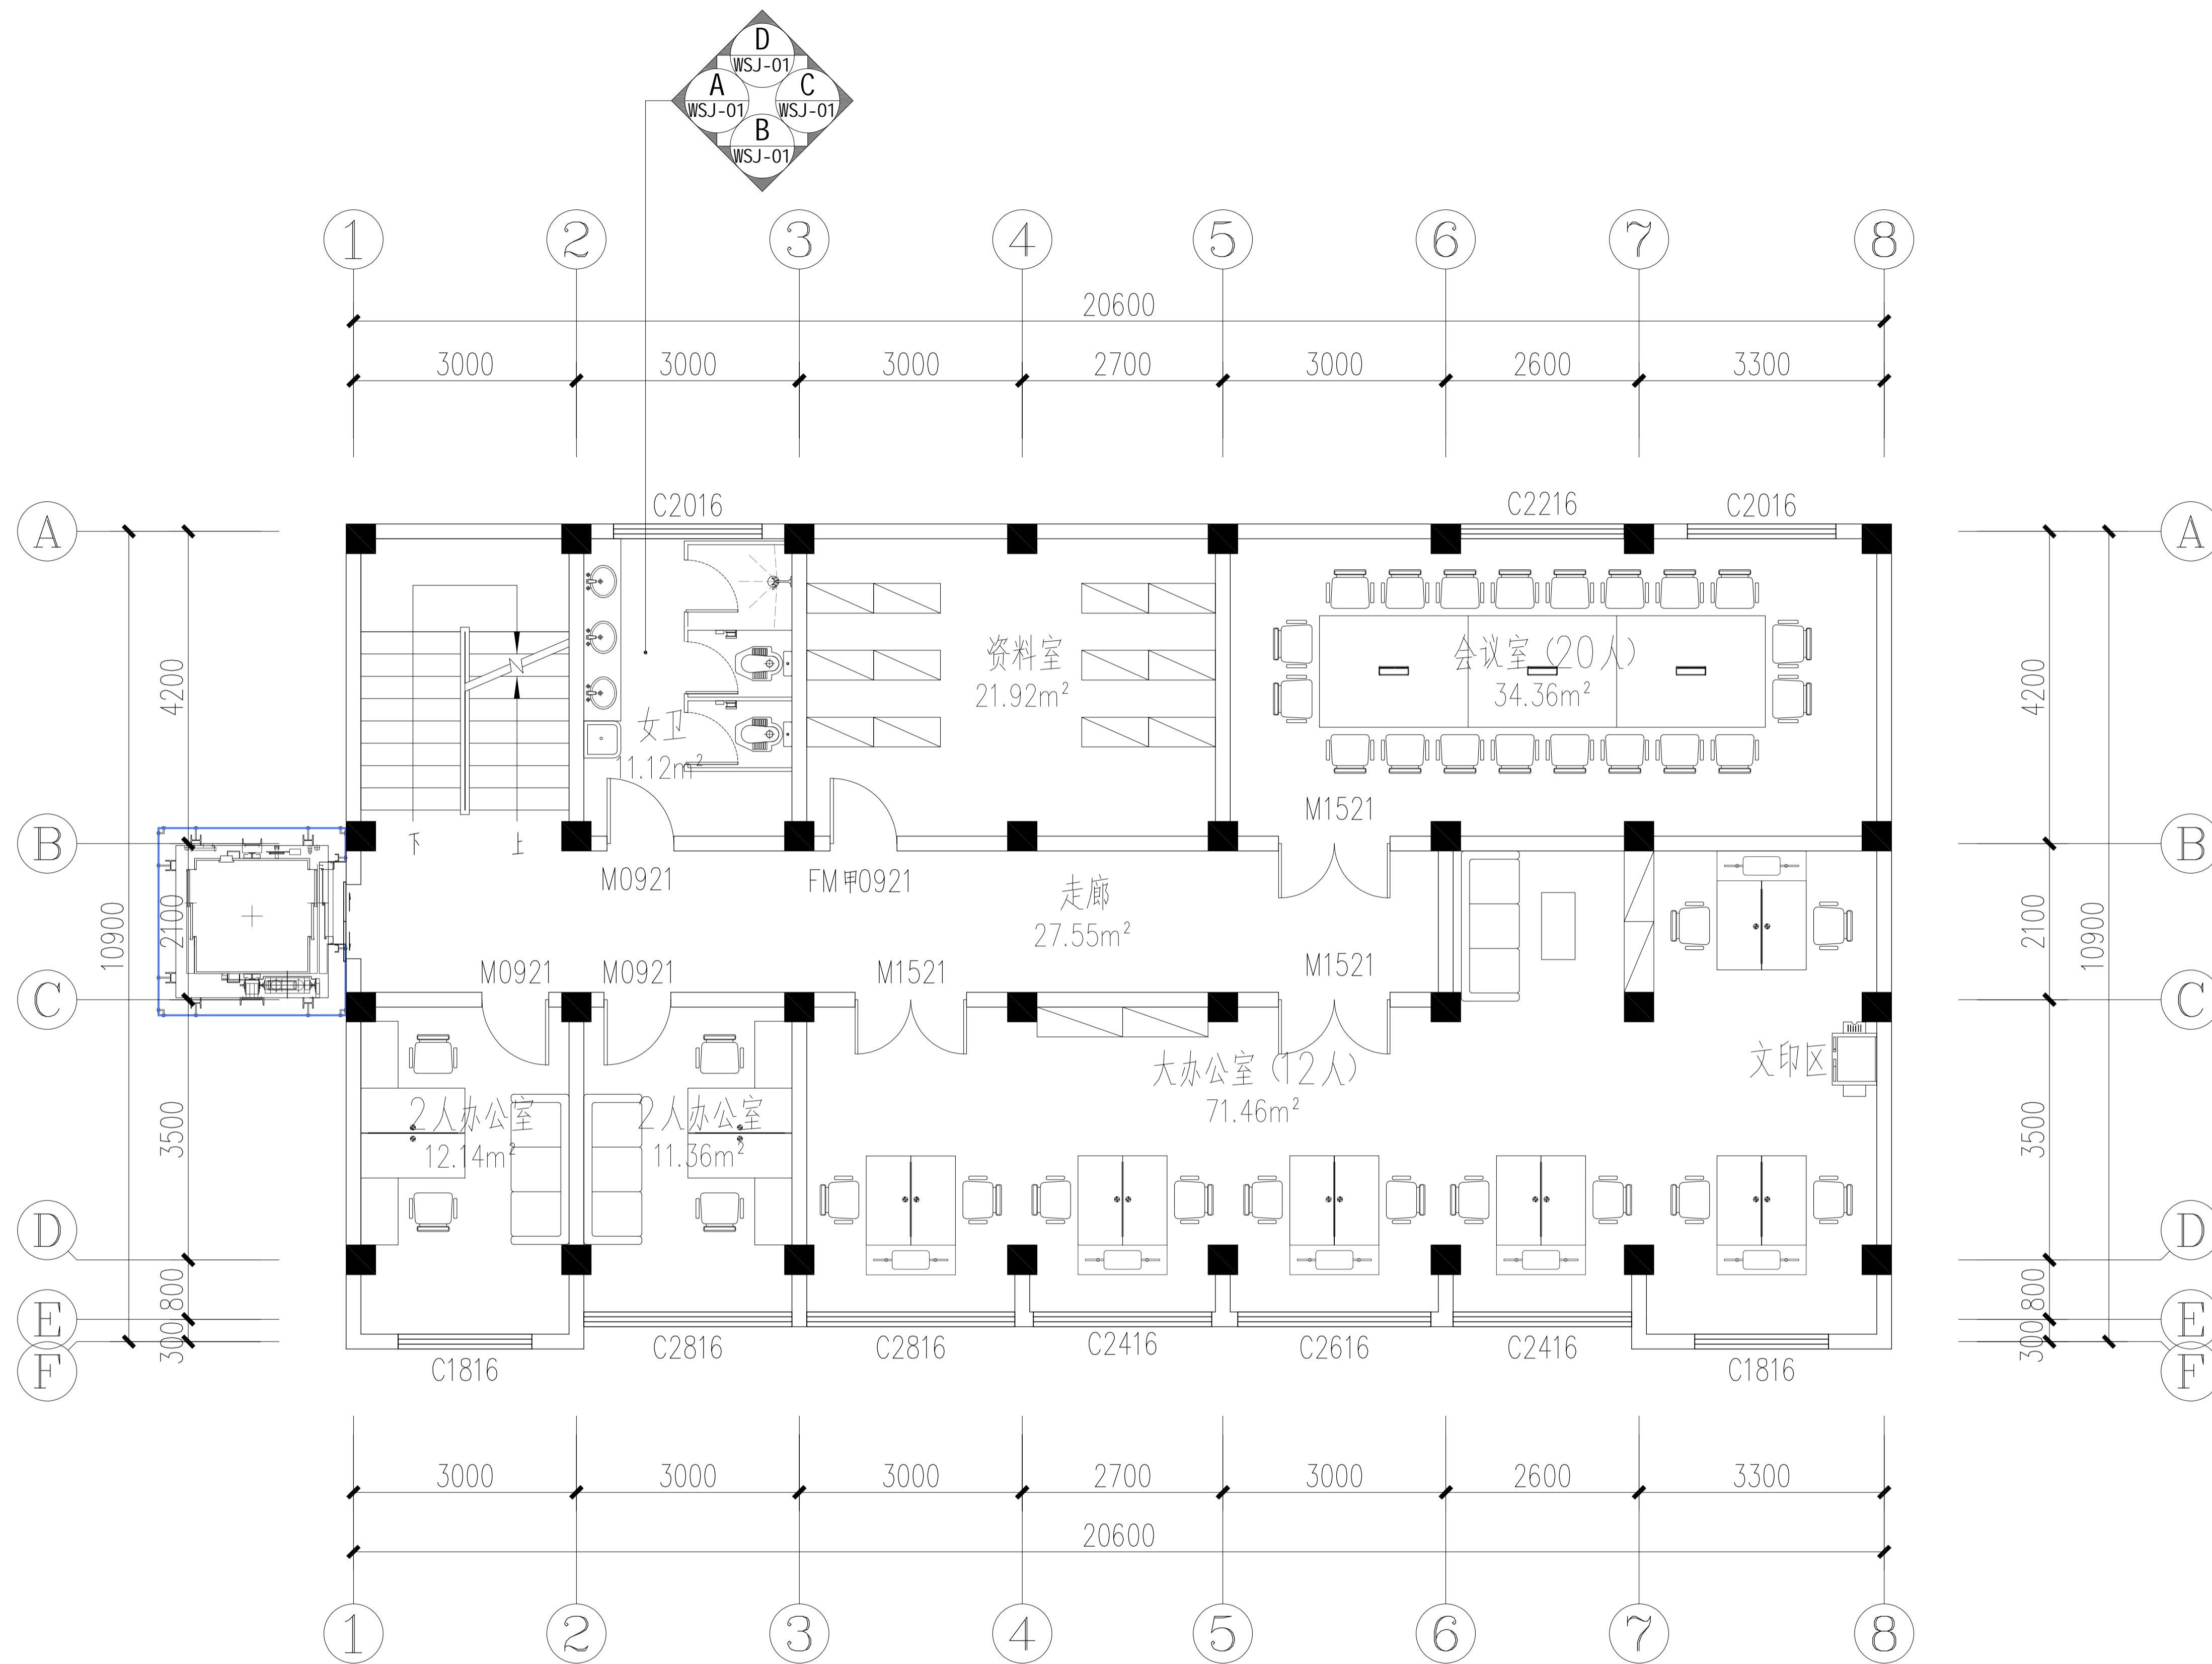 D
WSJ-01
A
WSJ-01
C
WSJ-01
B
WSJ-01
1 2 3 4 5 6 7 8
20600
3000 3000 3000 2700 3000 2600 3300
C2016
C2216
C2016
A
A
4200
4200
资料室
21.92m²
会议室(20人)
34.36m²
女卫
11.12m²
M1521
下
上
B
B
M0921
FM甲0921
走廊
27.55m²
10900
2100
2100
10900
M0921
M0921
M1521
M1521
C
C
大办公室(12人)
71.46m²
文印区
3500
3500
2人办公室
12.14m²
2人办公室
11.36m²
D
D
800
800
E
E
300
300
F
F
C1816
C2816
C2816
C2416
C2616
C2416
C1816
3000 3000 3000 2700 3000 2600 3300
20600
1 2 3 4 5 6 7 8